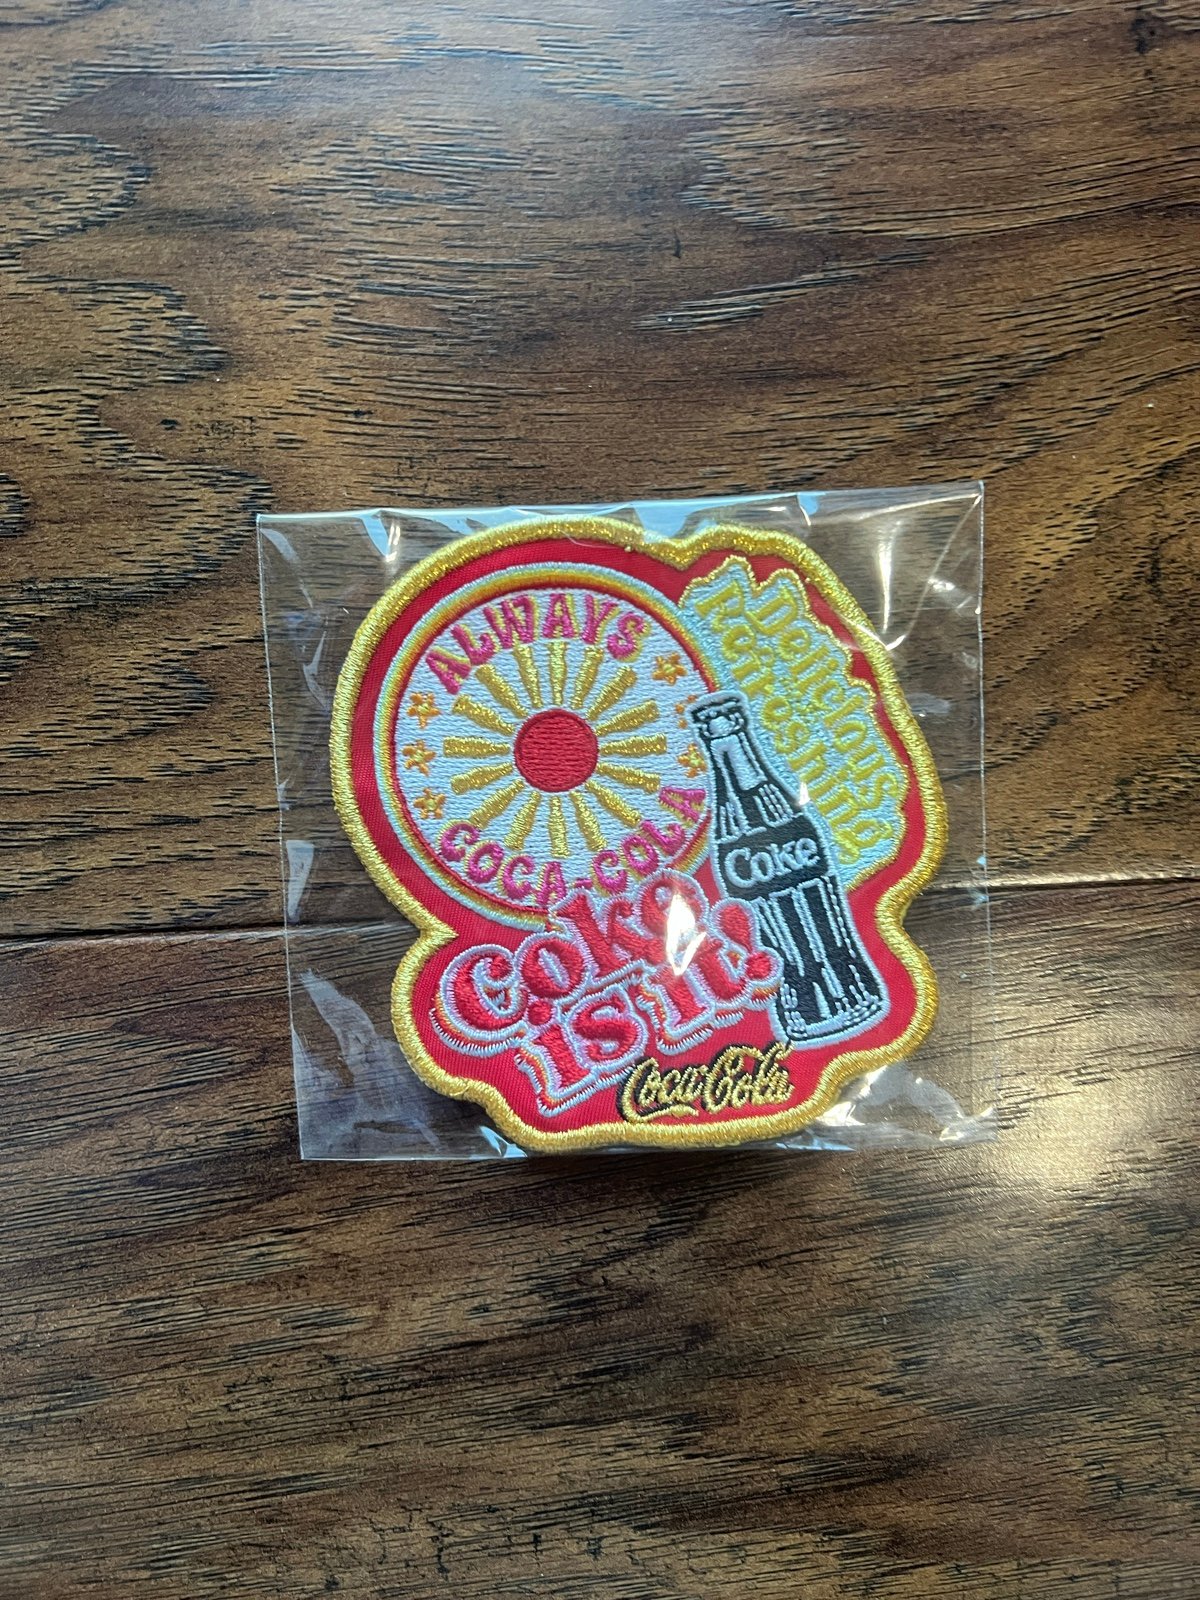 ALWAYS
COCA-COLA
Delicious
Refreshing
Coke
Coke
is it!
Coca-Cola